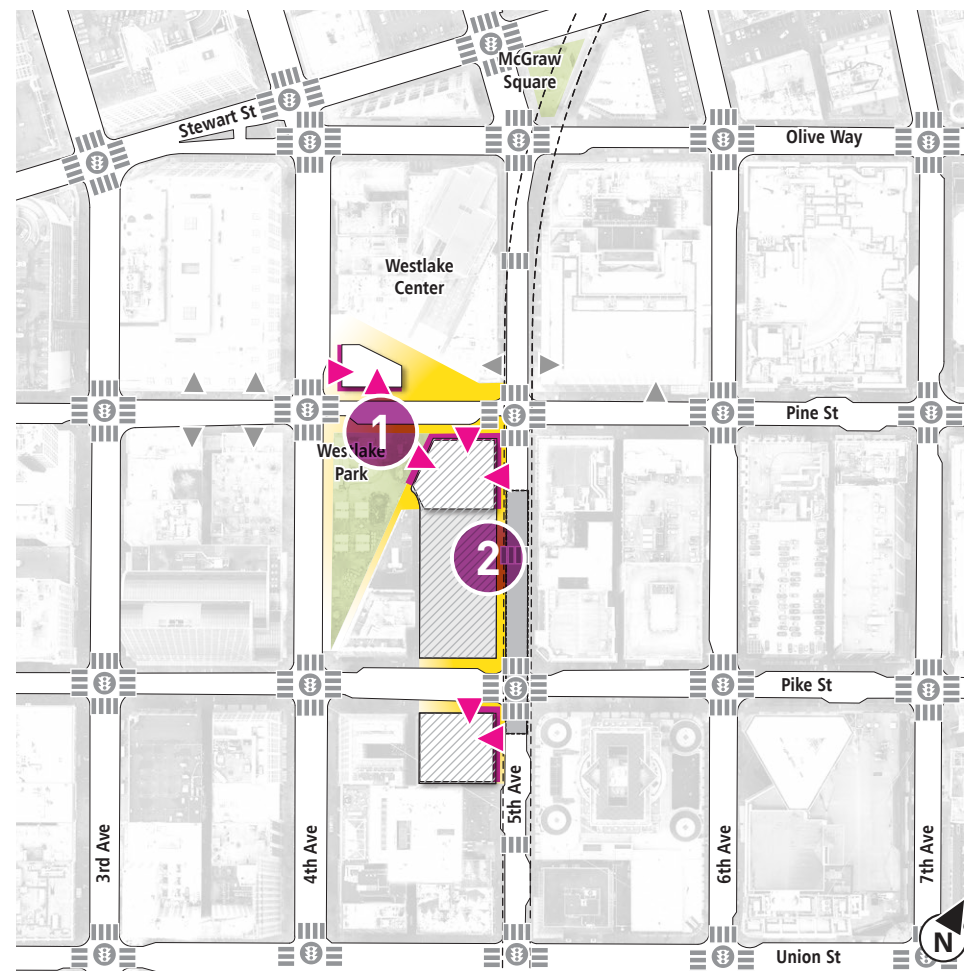 McGraw
Square
Stewart St
Olive Way
Westlake
Center
Pine St
1
Westlake
Park
2
Pike St
3rd Ave
4th Ave
5th Ave
6th Ave
7th Ave
N
Union St